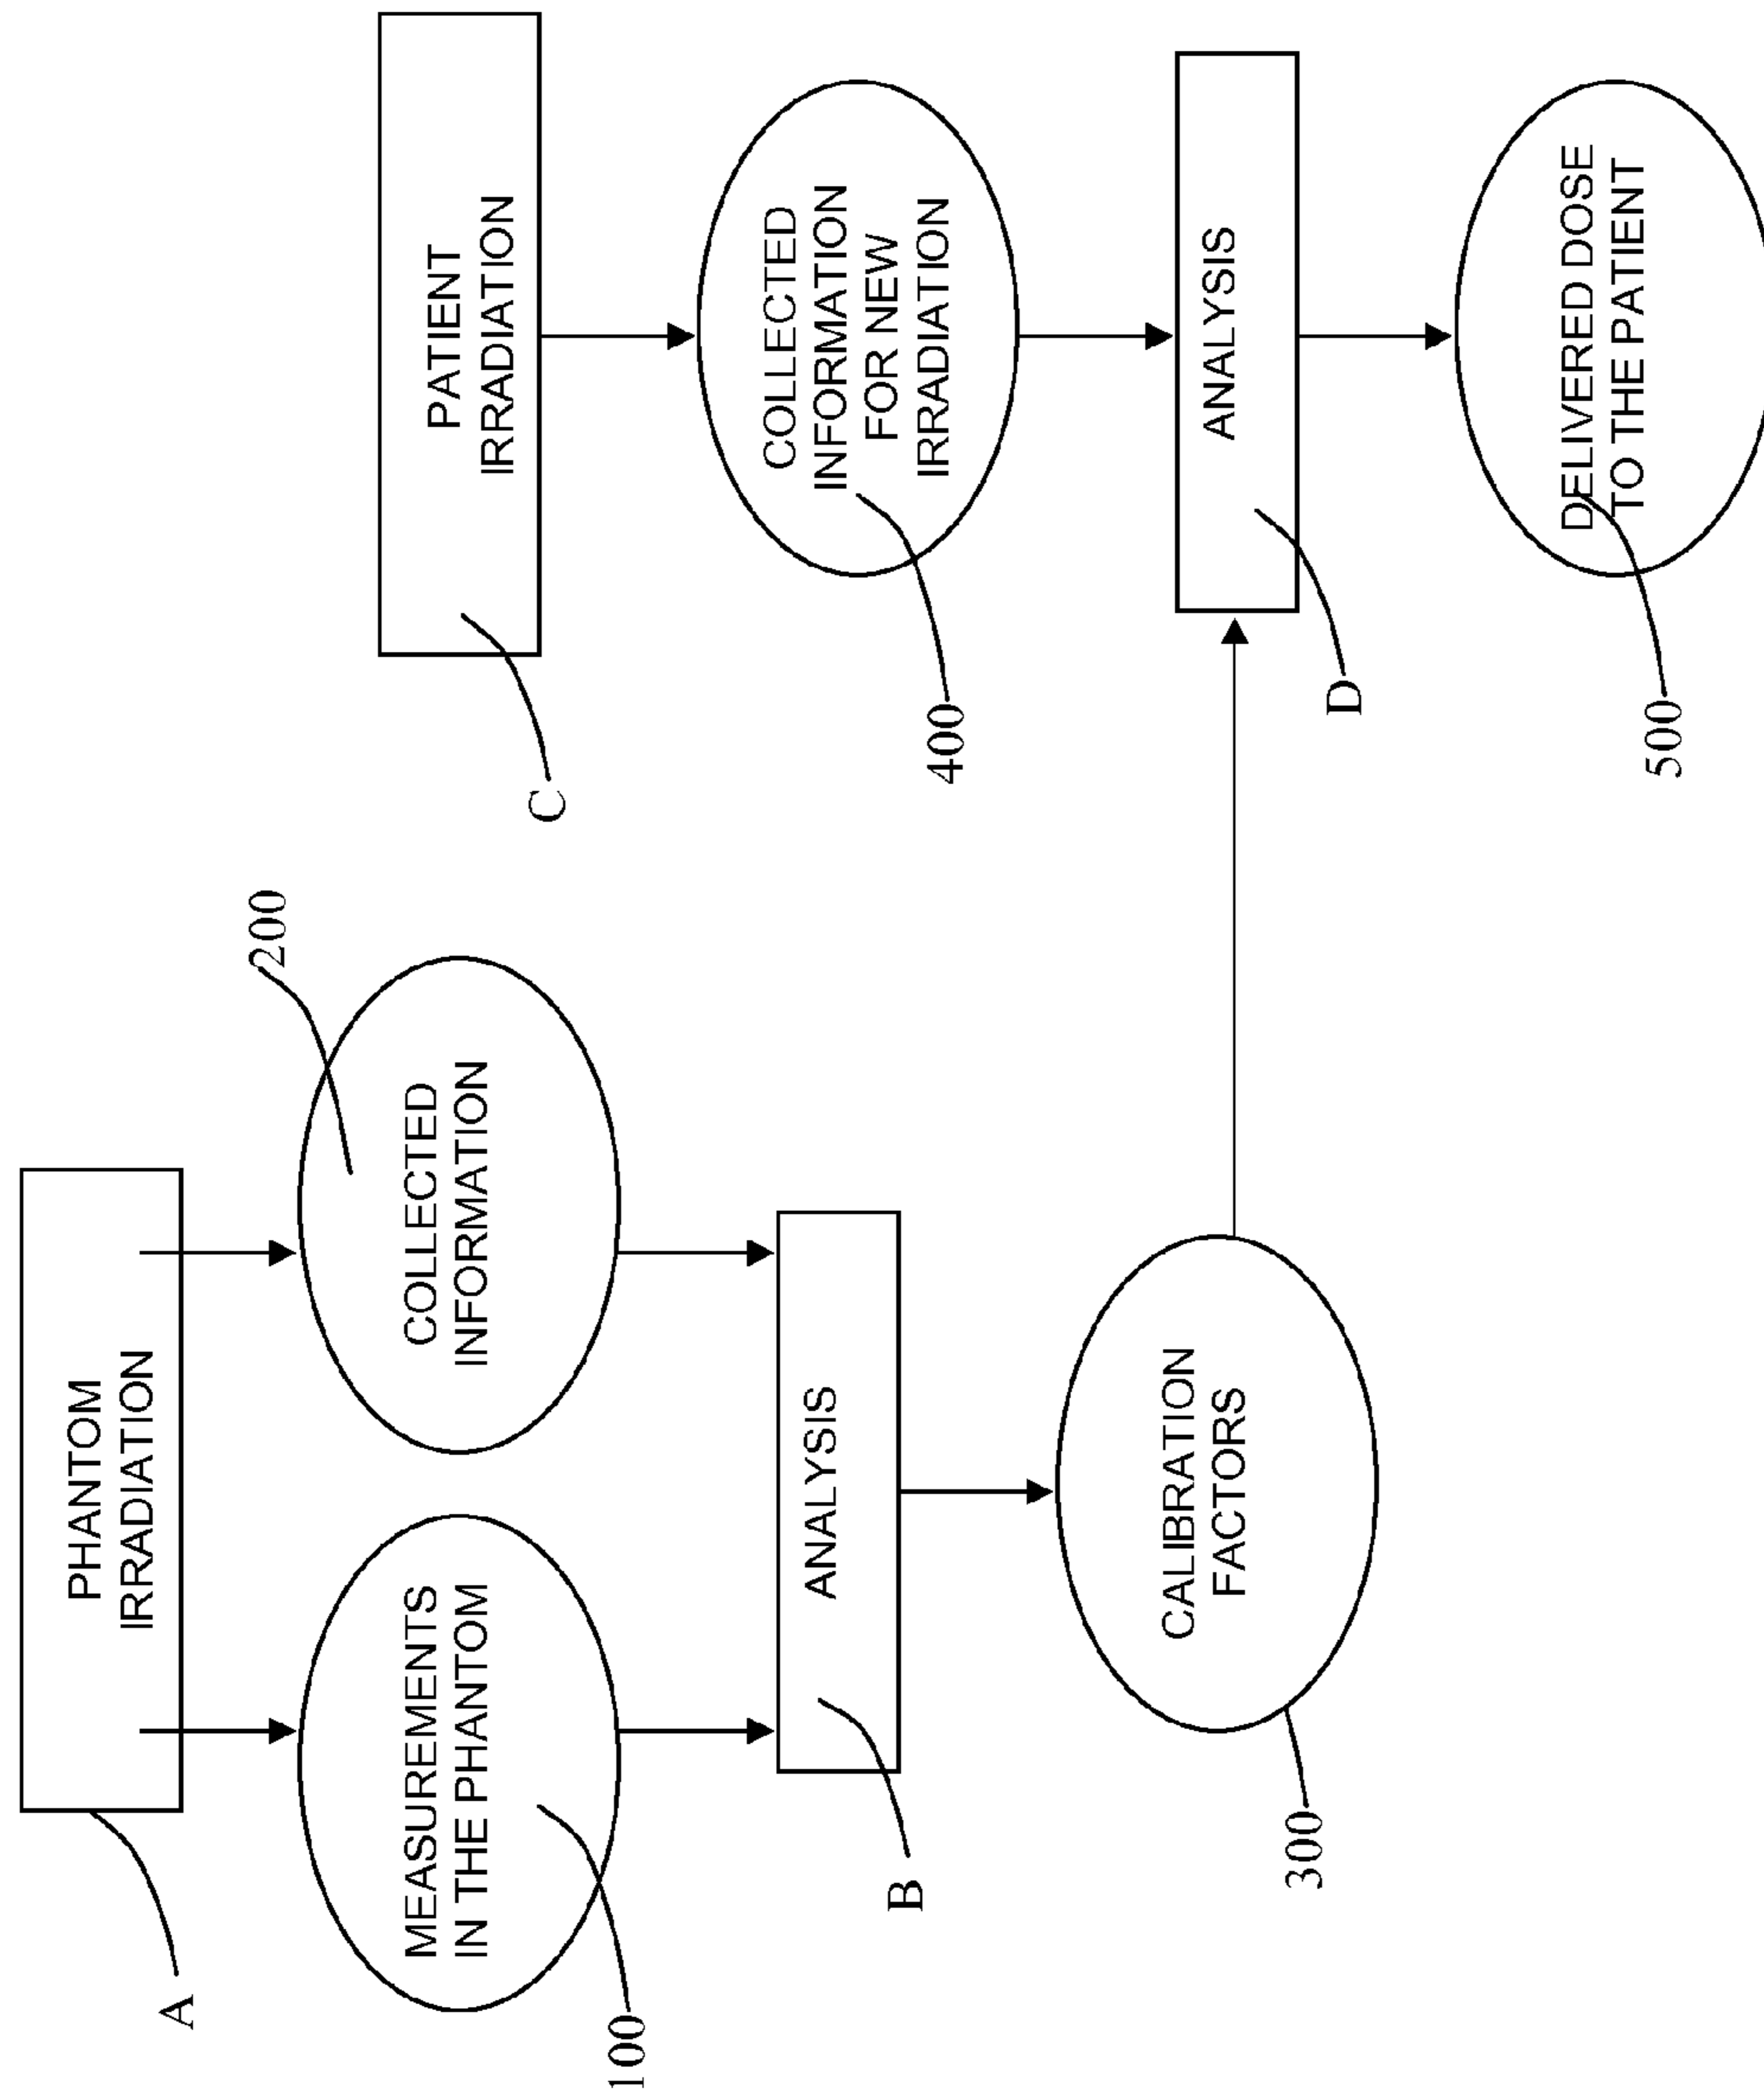 A
PHANTOM
IRRADIATION
100
MEASUREMENTS
IN THE PHANTOM
200
COLLECTED
INFORMATION
B
ANALYSIS
300
CALIBRATION
FACTORS
C
PATIENT
IRRADIATION
400
COLLECTED
INFORMATION
FOR NEW
IRRADIATION
D
ANALYSIS
500
DELIVERED DOSE
TO THE PATIENT